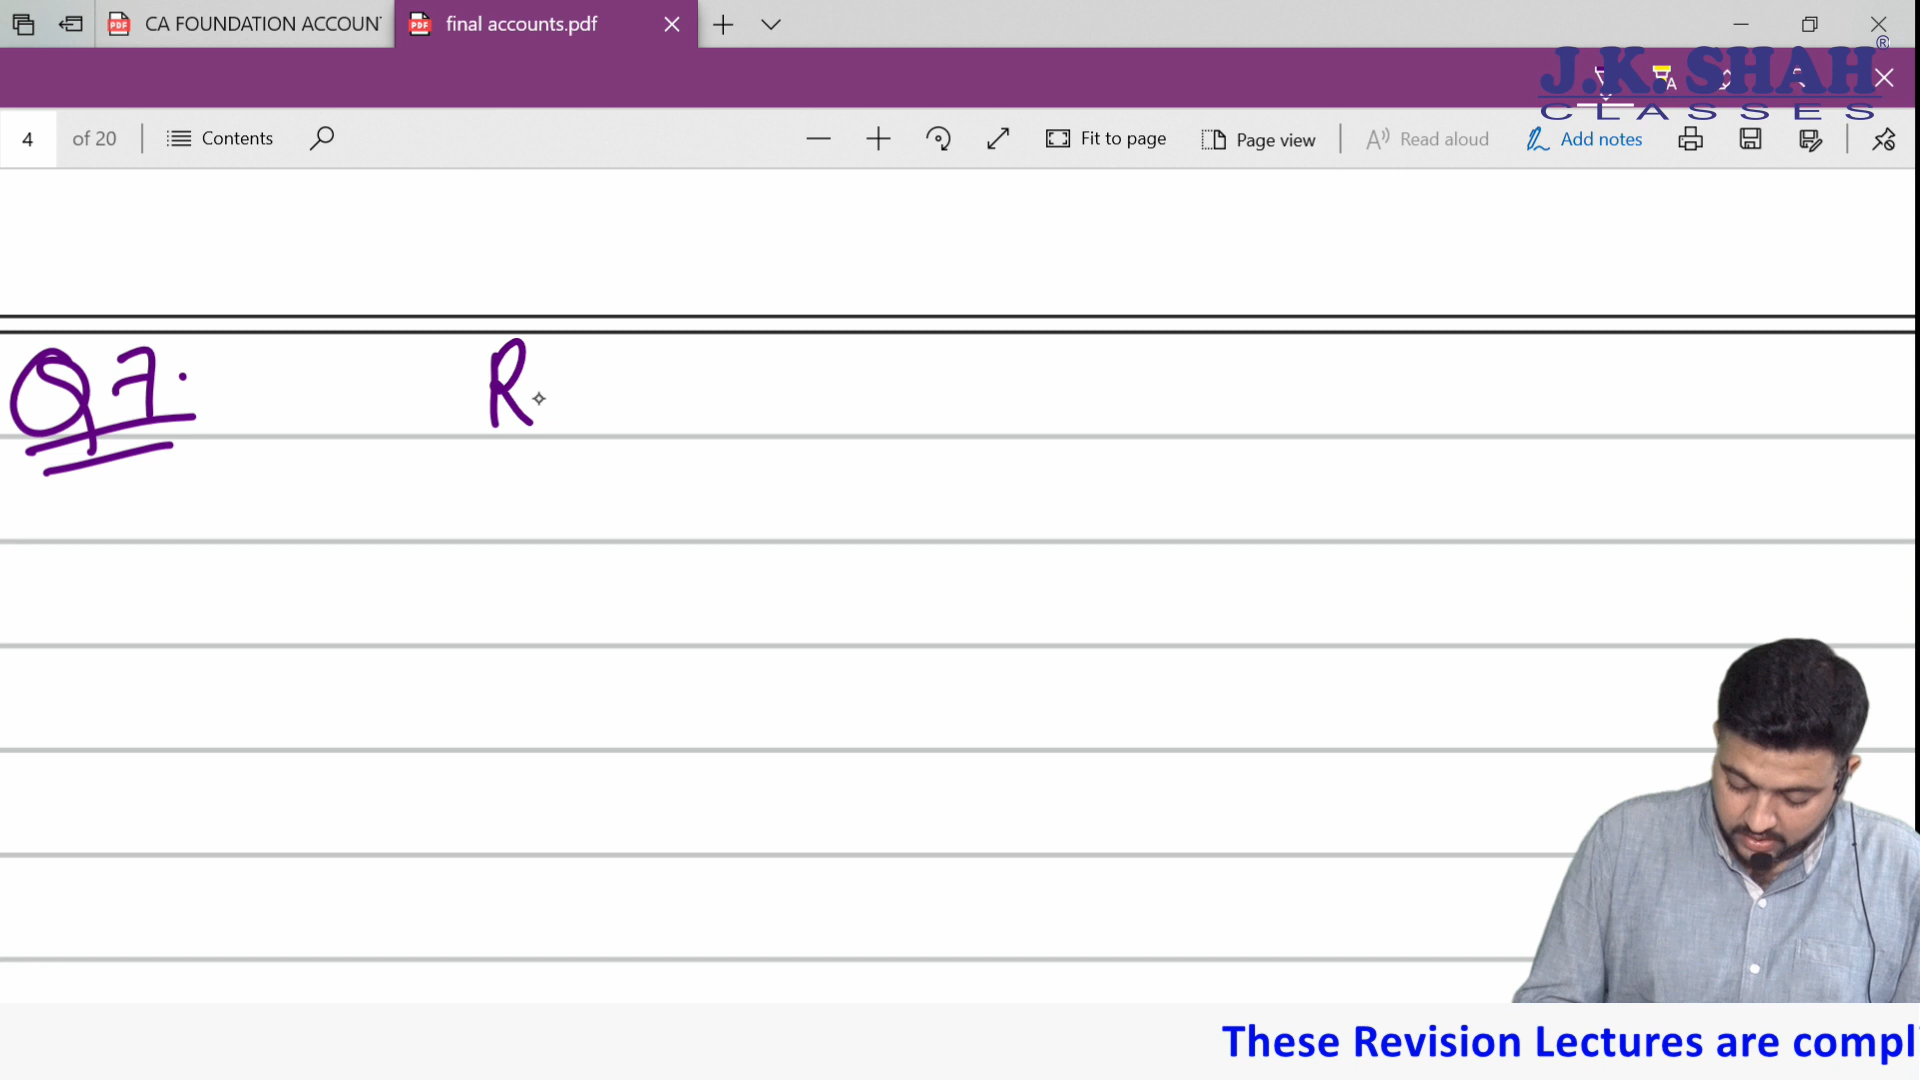 CA FOUNDATION ACCOUN
final accounts.pdf
J.K. SHAH®
CLASSES
4 of 20
Contents
Fit to page
Page view
Read aloud
Add notes
Q7. R
These Revision Lectures are compl